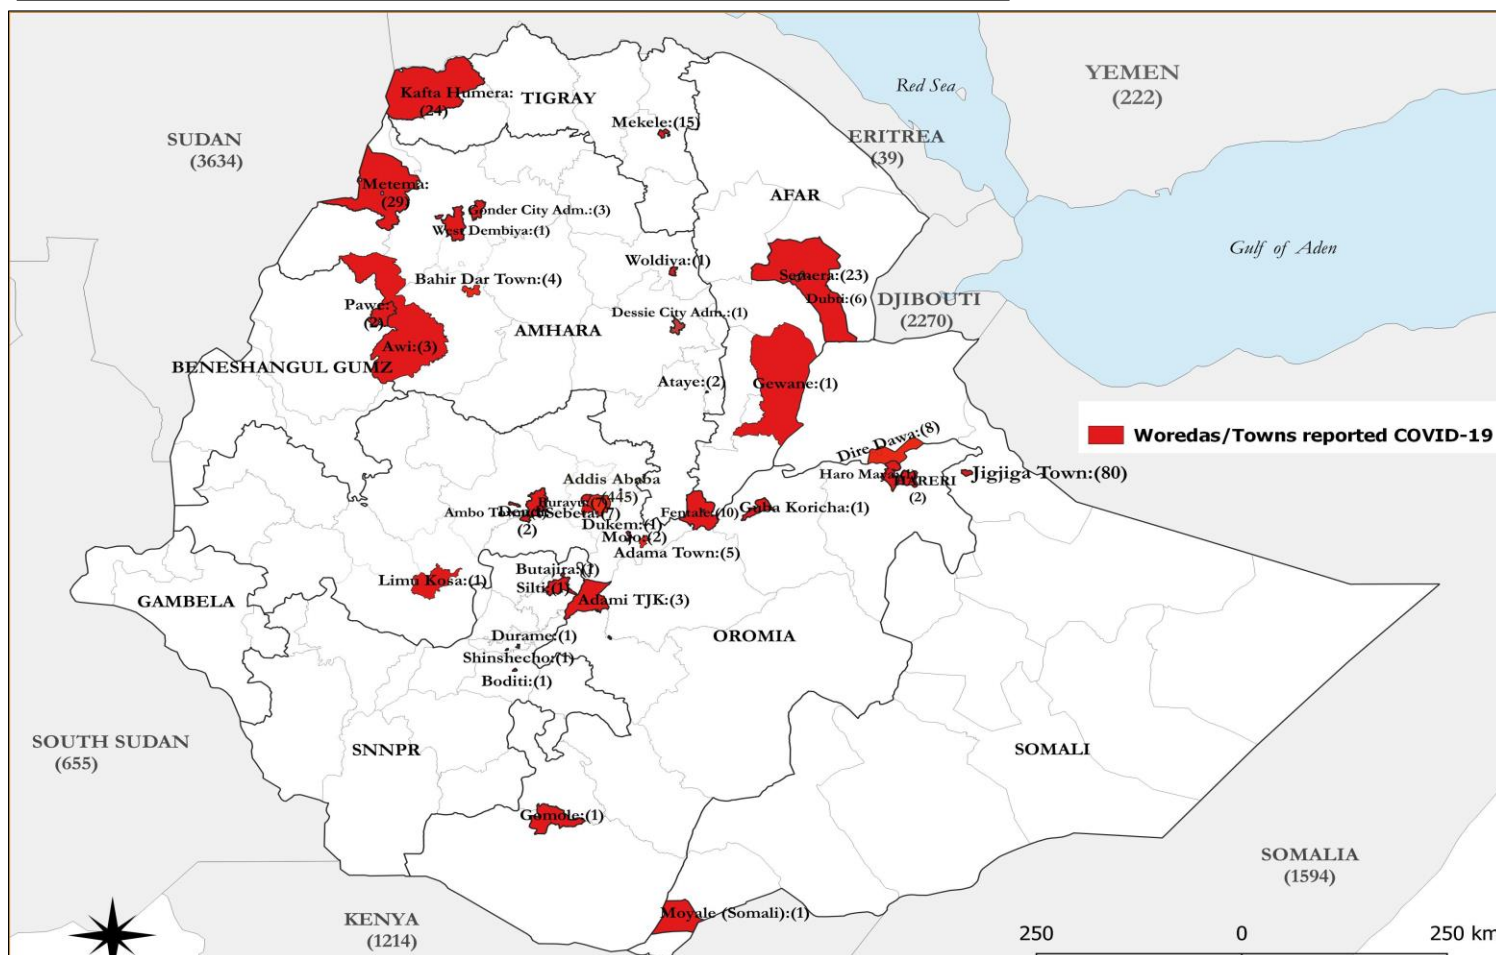 YEMEN
(222)
Red Sea
Kafta Humera:
(24)
TIGRAY
Mekele:(15)
SUDAN
(3634)
ERITREA
(39)
Metema:
(29)
AFAR
Gonder City Adm.:(3)
West Dembiya:(1)
Gulf of Aden
Woldiya:(1)
Semera:(23)
Bahir Dar Town:(4)
Dubti:(6)
DJIBOUTI
(2270)
Pawe:
(2)
Dessie City Adm.:(1)
AMHARA
Awi:(3)
BENESHANGUL GUMZ
Ataye:(2)
Gewane:(1)
Woredas/Towns reported COVID-19
Dire Dawa:(8)
Haro
HARERI
(2)
Jigjiga Town:(80)
Addis Ababa
(445)
Burayu:(7)
Ambo
Sebeta:(7)
(2)
Fentale:(10)
Guba Koricha:(1)
Dukem:(1)
Mojo:(2)
Adama Town:(5)
Butajira:(1)
Limu Kosa:(1)
Silti:(1)
Adami TJK:(3)
GAMBELA
Durame:(1)
OROMIA
Shinshecho:(1)
Boditi:(1)
SOUTH SUDAN
(655)
SNNPR
SOMALI
Gomole:(1)
SOMALIA
(1594)
Moyale (Somali):(1)
KENYA
(1214)
250 0 250 km